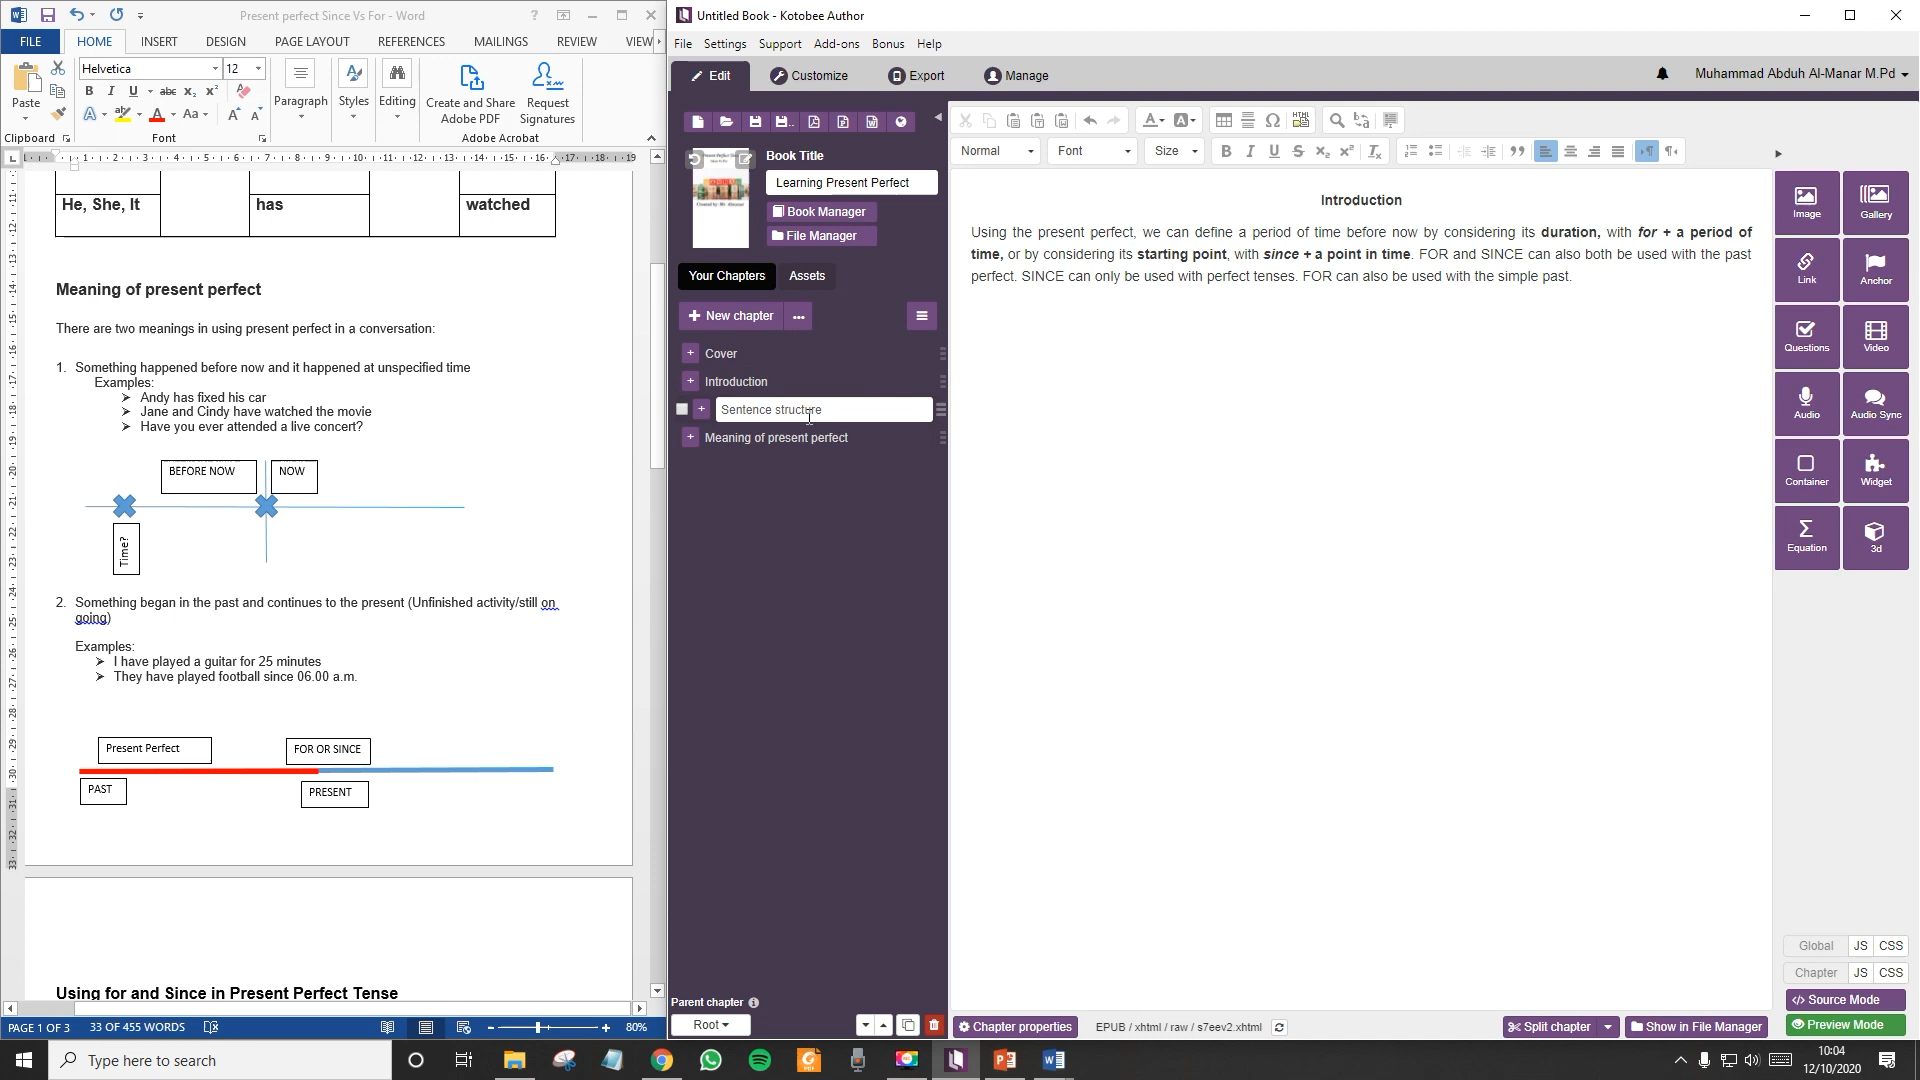 Present perfect Since Vs For - Word
FILE HOME INSERT DESIGN PAGE LAYOUT REFERENCES MAILINGS REVIEW VIEW
Helvetica 12
Paste
Paragraph Styles Editing Create and Share Adobe PDF Request Signatures
Clipboard Font Adobe Acrobat
He, She, It has watched
Meaning of present perfect
There are two meanings in using present perfect in a conversation:
1. Something happened before now and it happened at unspecified time
Examples:
Andy has fixed his car
Jane and Cindy have watched the movie
Have you ever attended a live concert?
BEFORE NOW NOW
Time?
2. Something began in the past and continues to the present (Unfinished activity/still on
going)
Examples:
I have played a guitar for 25 minutes
They have played football since 06.00 a.m.
Present Perfect FOR OR SINCE
PAST PRESENT
Using for and Since in Present Perfect Tense
PAGE 1 OF 3 33 OF 455 WORDS 80%
Untitled Book - Kotobee Author
File Settings Support Add-ons Bonus Help
Edit Customize Export Manage Muhammad Abduh Al-Manar M.Pd
Book Title
Learning Present Perfect
Book Manager
File Manager
Your Chapters Assets
New chapter ...
Cover
Introduction
Sentence structure
Meaning of present perfect
Parent chapter
Root
Normal Font Size
Introduction
Using the present perfect, we can define a period of time before now by considering its duration, with for + a period of
time, or by considering its starting point, with since + a point in time. FOR and SINCE can also both be used with the past
perfect. SINCE can only be used with perfect tenses. FOR can also be used with the simple past.
Image Gallery
Link Anchor
Questions Video
Audio Audio Sync
Container Widget
Equation 3d
Global JS CSS
Chapter JS CSS
Source Mode
Preview Mode
Chapter properties EPUB / xhtml / raw / s7eev2.xhtml Split chapter Show in File Manager
Type here to search
10:04
12/10/2020